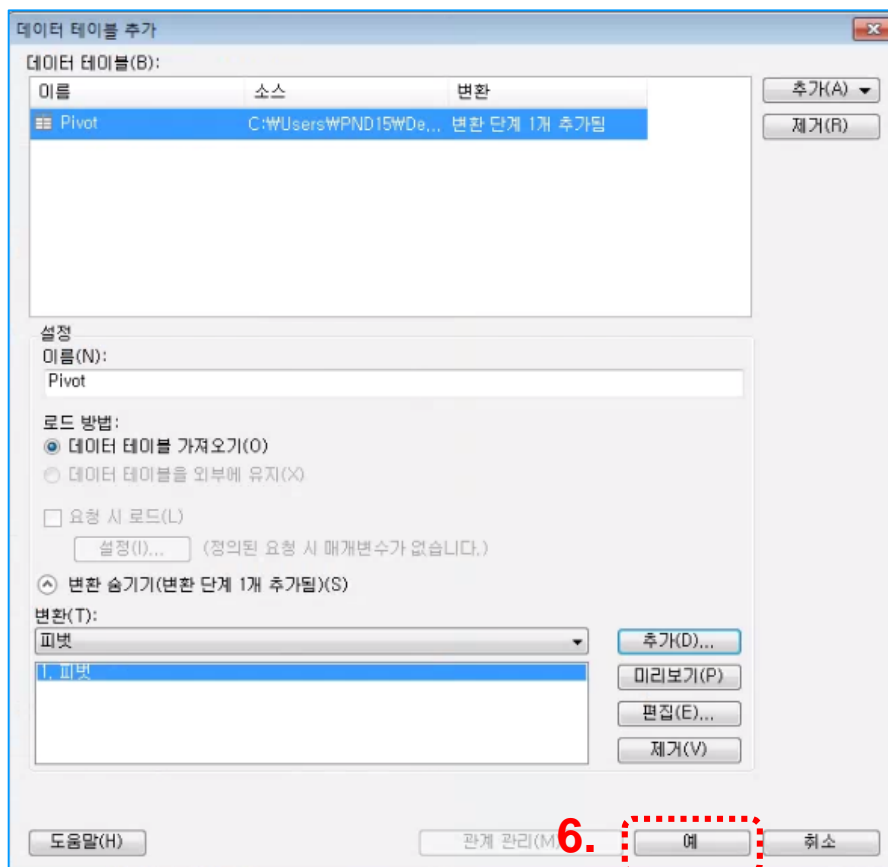 데이터 테이블 추가
데이터 테이블(B):
이름 소스 변환
Pivot C:₩Users₩PND15₩De... 변환 단계 1개 추가됨
추가(A)
제거(R)
설정
이름(N):
Pivot
로드 방법:
데이터 테이블 가져오기(O)
데이터 테이블을 외부에 유지(X)
요청 시 로드(L)
설정(I)... (정의된 요청 시 매개변수가 없습니다.)
변환 숨기기(변환 단계 1개 추가됨)(S)
변환(T):
피벗 추가(D)...
1. 피벗
미리보기(P)
편집(E)...
제거(V)
도움말(H) 관계 관리(M) 6. 예 취소